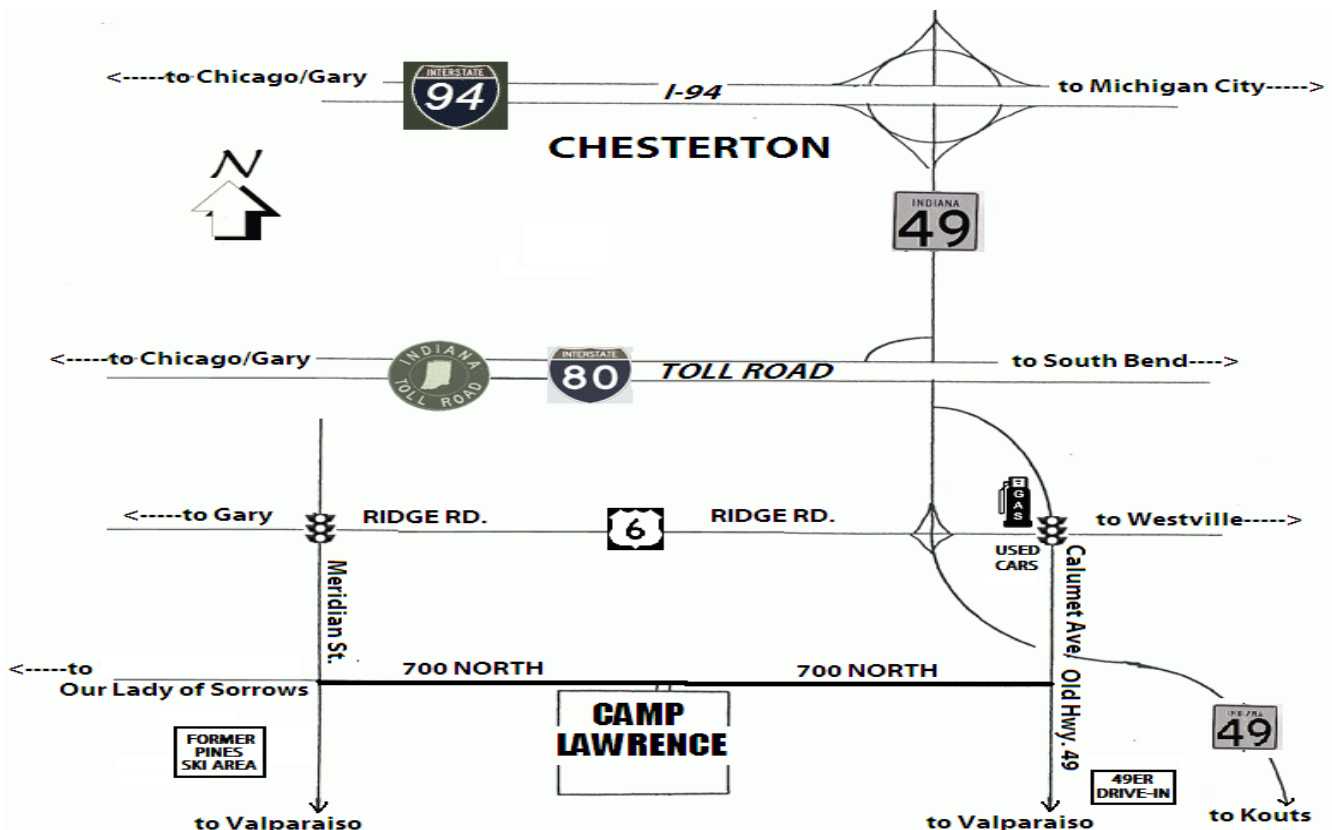 <-----to Chicago/Gary
INTERSTATE
94
I-94
to Michigan City----->
CHESTERTON
N
INDIANA
49
<-----to Chicago/Gary
INDIANA
TOLL ROAD
INTERSTATE
80
TOLL ROAD
to South Bend---->
<-----to Gary
RIDGE RD.
6
RIDGE RD.
GAS
to Westville----->
USED
CARS
Meridian St.
Calumet Ave/ Old Hwy. 49
<-----to
Our Lady of Sorrows
700 NORTH
700 NORTH
CAMP
LAWRENCE
FORMER
PINES
SKI AREA
INDIANA
49
49ER
DRIVE-IN
to Valparaiso
to Valparaiso
to Kouts